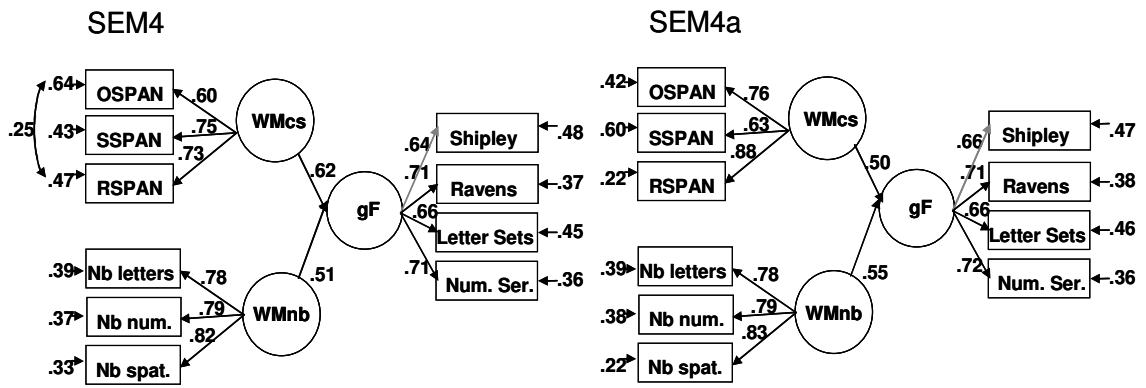 SEM4
.64
OSPAN
.60
.25
.43
SSPAN
.75
WMcs
.47
RSPAN
.73
.62
gF
.64
Shipley
.48
.71
Ravens
.37
.66
Letter Sets
.45
.71
Num. Ser.
.36
.39
Nb letters
.78
.51
.37
Nb num.
.79
WMnb
.33
Nb spat.
.82
SEM4a
.42
OSPAN
.76
.60
SSPAN
.63
WMcs
.22
RSPAN
.88
.50
gF
.66
Shipley
.47
.71
Ravens
.38
.66
Letter Sets
.46
.72
Num. Ser.
.36
.39
Nb letters
.78
.55
.38
Nb num.
.79
WMnb
.22
Nb spat.
.83